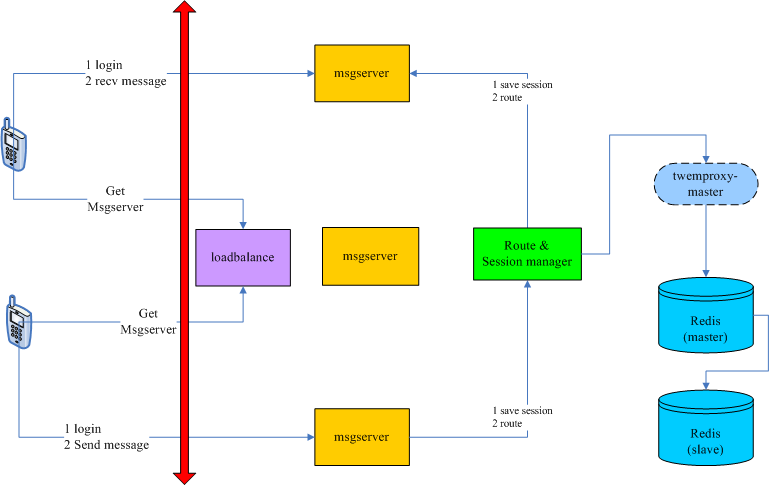 1 login
2 recv message
msgserver
1 save session
2 route
twemproxy-
master
Get
Msgserver
loadbalance
msgserver
Route &
Session manager
Get
Msgserver
Redis
(master)
1 login
2 Send message
msgserver
1 save session
2 route
Redis
(slave)